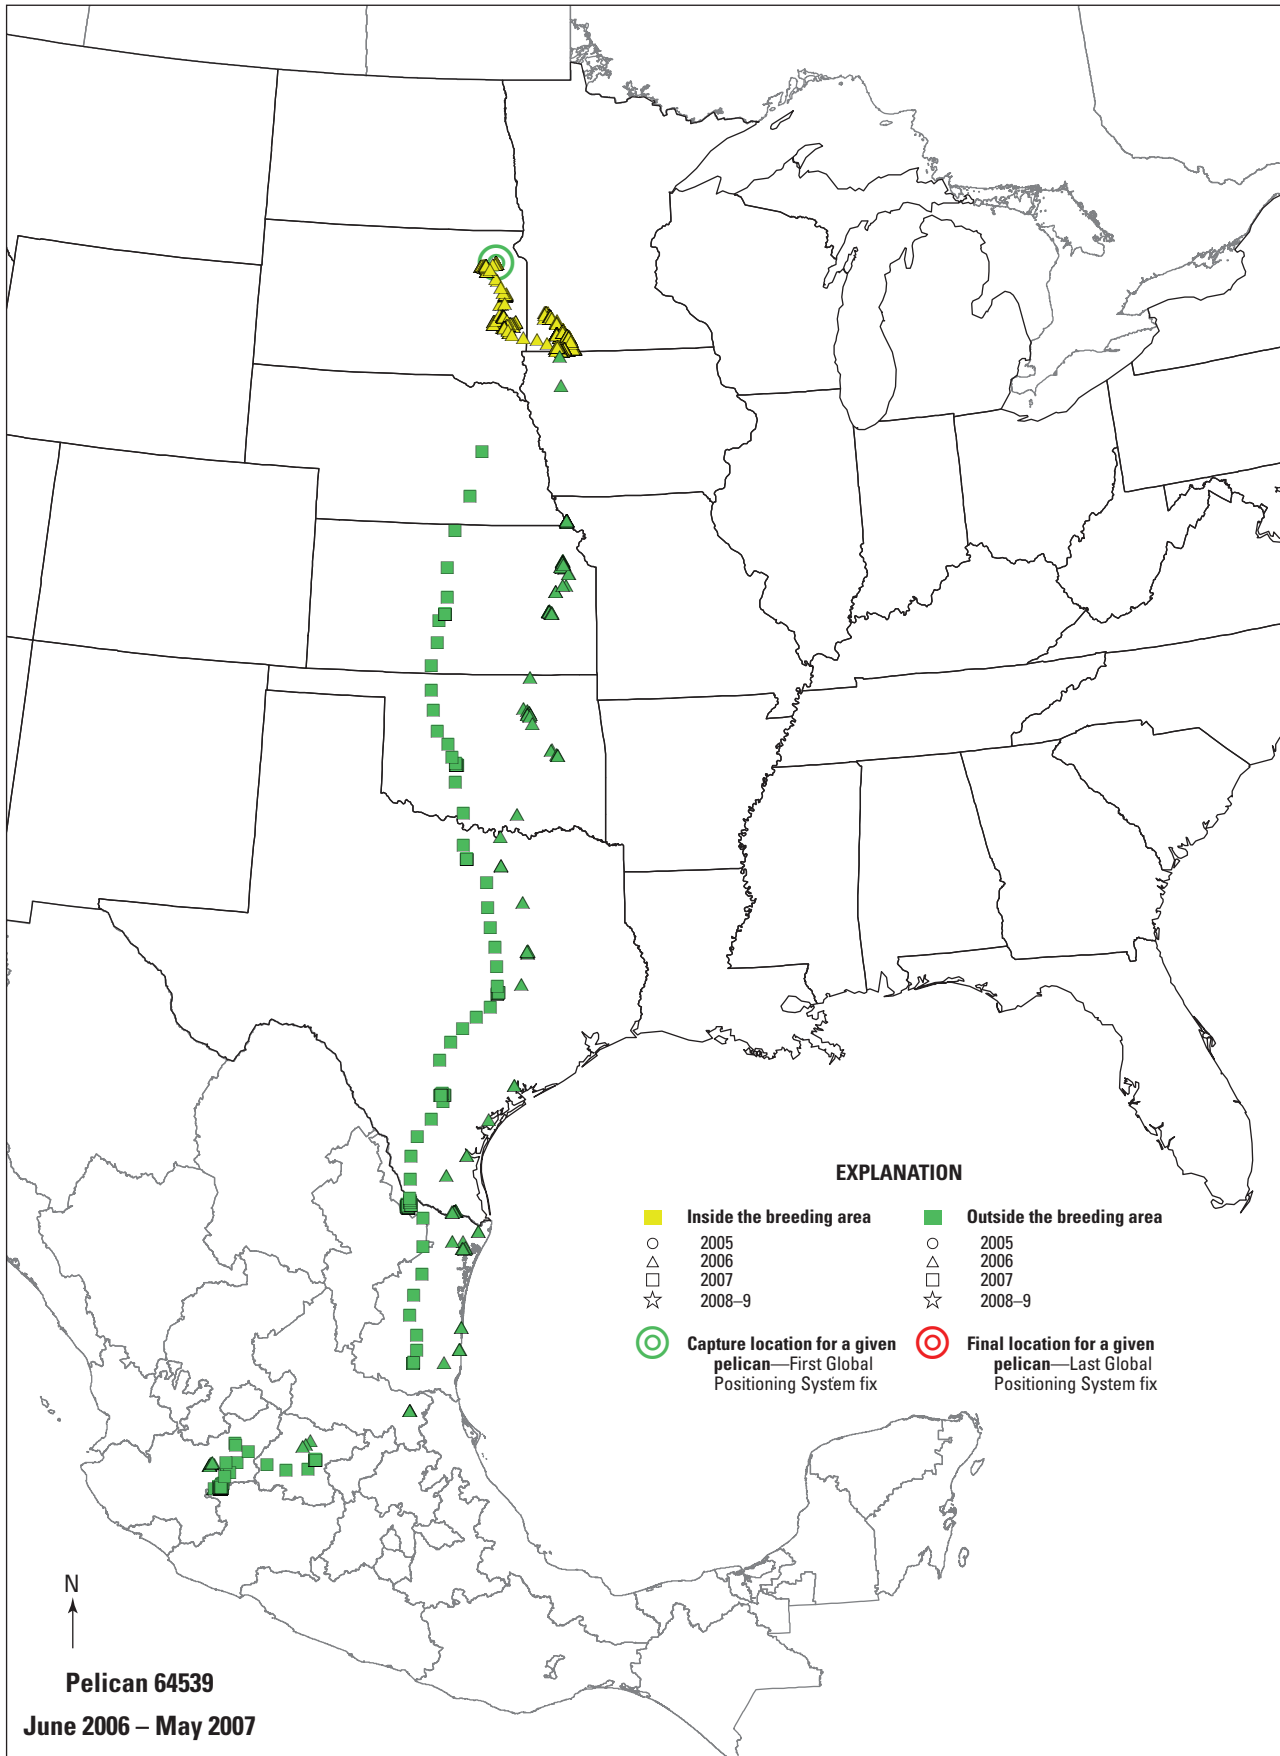 EXPLANATION
Inside the breeding area
2005
2006
2007
2008–9
Capture location for a given
pelican—First Global
Positioning System fix
Outside the breeding area
2005
2006
2007
2008–9
Final location for a given
pelican—Last Global
Positioning System fix
N
Pelican 64539
June 2006 – May 2007